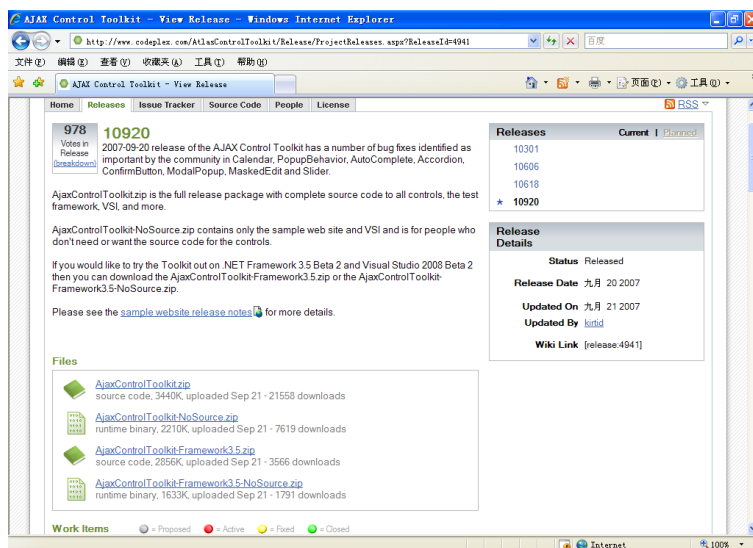 AJAX Control Toolkit - View Release - Windows Internet Explorer
http://www.codeplex.com/AtlasControlToolkit/Release/ProjectReleases.aspx?ReleaseId=4941
百度
文件(F) 编辑(E) 查看(V) 收藏夹(A) 工具(T) 帮助(H)
AJAX Control Toolkit - View Release
页面(P) 工具(O)
Home Releases Issue Tracker Source Code People License
RSS
978
Votes in
Release
(breakdown)
10920
2007-09-20 release of the AJAX Control Toolkit has a number of bug fixes identified as
important by the community in Calendar, PopupBehavior, AutoComplete, Accordion,
ConfirmButton, ModalPopup, MaskedEdit and Slider.
AjaxControlToolkit.zip is the full release package with complete source code to all controls, the test
framework, VSI, and more.
AjaxControlToolkit-NoSource.zip contains only the sample web site and VSI and is for people who
don't need or want the source code for the controls.
If you would like to try the Toolkit out on .NET Framework 3.5 Beta 2 and Visual Studio 2008 Beta 2
then you can download the AjaxControlToolkit-Framework3.5.zip or the AjaxControlToolkit-
Framework3.5-NoSource.zip.
Please see the sample website release notes for more details.
Files
AjaxControlToolkit.zip
source code, 3440K, uploaded Sep 21 - 21558 downloads
AjaxControlToolkit-NoSource.zip
runtime binary, 2210K, uploaded Sep 21 - 7619 downloads
AjaxControlToolkit-Framework3.5.zip
source code, 2856K, uploaded Sep 21 - 3566 downloads
AjaxControlToolkit-Framework3.5-NoSource.zip
runtime binary, 1633K, uploaded Sep 21 - 1791 downloads
Work Items = Proposed = Active = Fixed = Closed
Releases Current | Planned
10301
10606
10618
10920
Release
Details
Status Released
Release Date 九月 20 2007
Updated On 九月 21 2007
Updated By kirtid
Wiki Link [release:4941]
Internet 100%